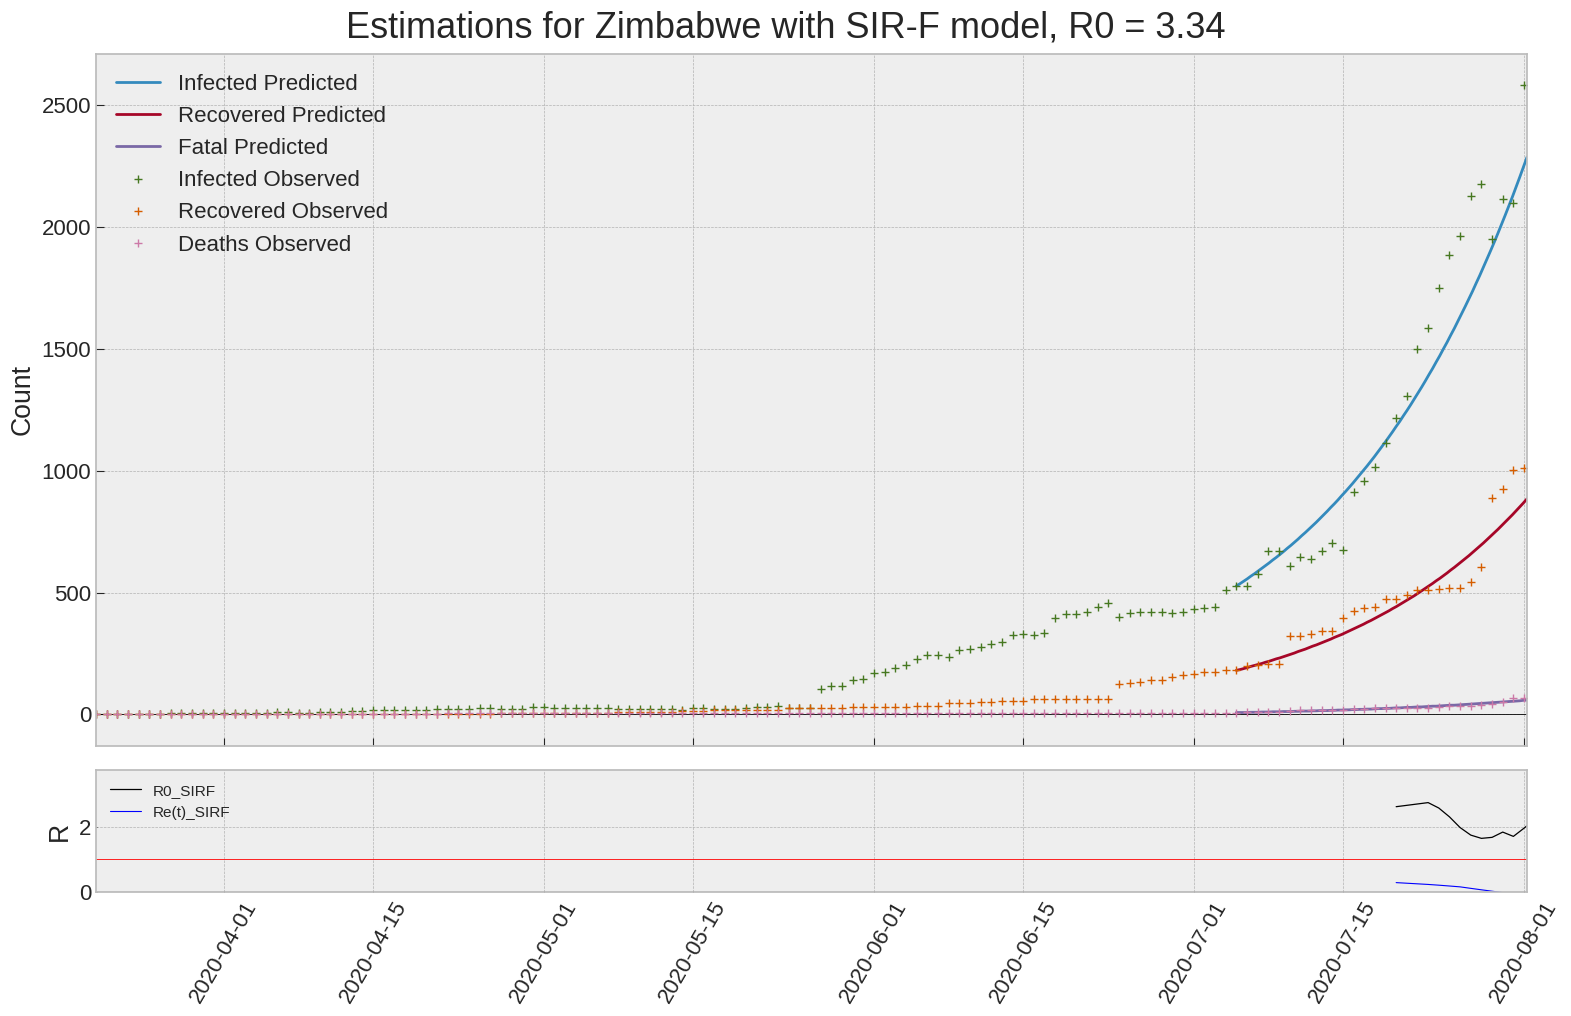 Estimations for Zimbabwe with SIR-F model, R0 = 3.34
Infected Predicted
Recovered Predicted
Fatal Predicted
Infected Observed
Recovered Observed
Deaths Observed
Count
2500
2000
1500
1000
500
0
R0_SIRF
Re(t)_SIRF
R
2
0
2020-04-01
2020-04-15
2020-05-01
2020-05-15
2020-06-01
2020-06-15
2020-07-01
2020-07-15
2020-08-01